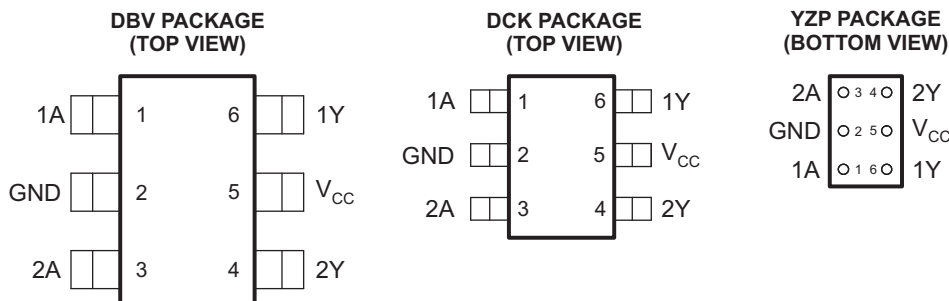 DBV PACKAGE
(TOP VIEW)
1A 1 6 1Y
GND 2 5 VCC
2A 3 4 2Y
DCK PACKAGE
(TOP VIEW)
1A 1 6 1Y
GND 2 5 VCC
2A 3 4 2Y
YZP PACKAGE
(BOTTOM VIEW)
2A 3 4 2Y
GND 2 5 VCC
1A 1 6 1Y